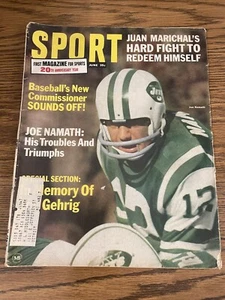 SPORT
FIRST MAGAZINE FOR SPORTS
20TH ANNIVERSARY YEAR
JUNE
JUAN MARICHAL'S
HARD FIGHT TO
REDEEM HIMSELF
Baseball's New
Commissioner
SOUNDS OFF!
Jets
JOE NAMATH:
His Troubles And
Triumphs
SPECIAL SECTION:
Memory Of
Gehrig
12